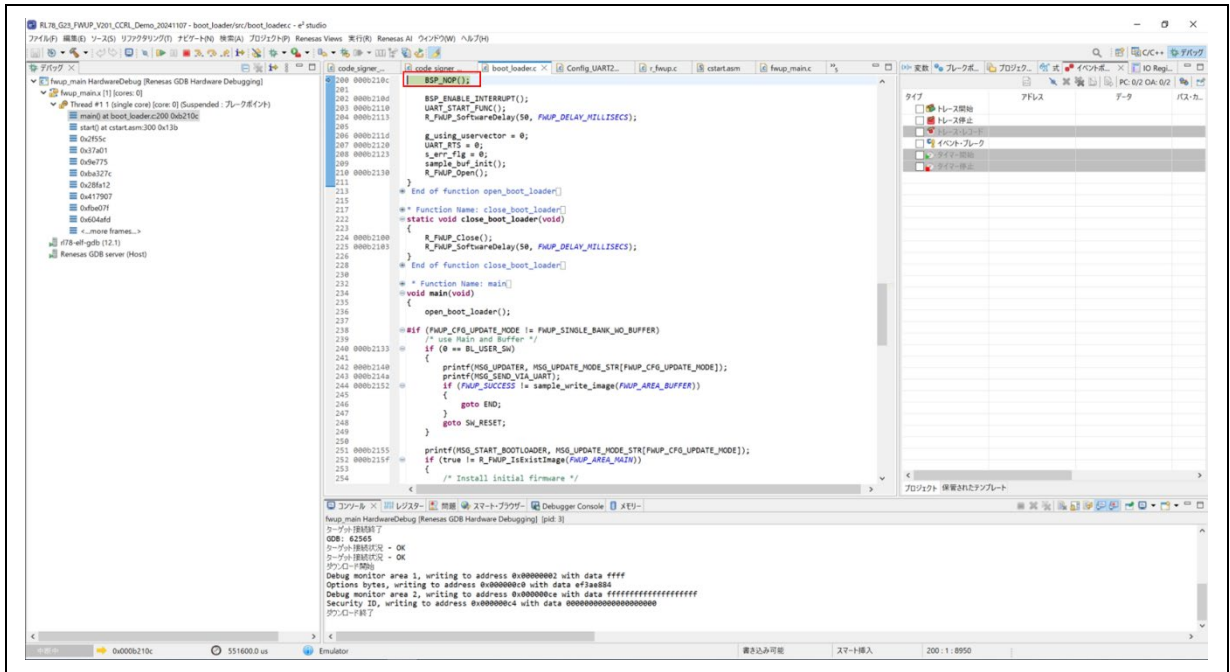 RL78_G23_FWUP_V201_CCRL_Demo_20241107 - boot_loader/src/boot_loader.c - e² studio
ファイル(F) 編集(E) ソース(S) リファクタリング(T) ナビゲート(N) 検索(A) プロジェクト(P) Renesas Views 実行(R) Renesas AI ウィンドウ(W) ヘルプ(H)
C/C++ デバッグ
デバッグ
fwup_main HardwareDebug [Renesas GDB Hardware Debugging]
fwup_main.x [1] [cores: 0]
Thread #1 1 (single core) [core: 0] (Suspended : ブレークポイント)
main() at boot_loader.c:200 0xb210c
start() at cstart.asm:300 0x13b
0x2f55c
0x37a01
0x9e775
0xba327c
0x28fa12
0x417907
0xfbe07f
0x604afd
<...more frames...>
rl78-elf-gdb (12.1)
Renesas GDB server (Host)
code_signer_...
code_signer_...
boot_loader.c
Config_UART2...
r_fwup.c
cstart.asm
fwup_main.c
200 000b210c BSP_NOP();
201
202 000b210d BSP_ENABLE_INTERRUPT();
203 000b2110 UART_START_FUNC();
204 000b2113 R_FWUP_SoftwareDelay(50, FWUP_DELAY_MILLISECS);
205
206 000b211d g_using_uservector = 0;
207 000b2120 UART_RTS = 0;
208 000b2123 s_err_flg = 0;
209 sample_buf_init();
210 000b2130 R_FWUP_Open();
211 }
213 End of function open_boot_loader
215
217 * Function Name: close_boot_loader
222 static void close_boot_loader(void)
223 {
224 000b2100 R_FWUP_Close();
225 000b2103 R_FWUP_SoftwareDelay(50, FWUP_DELAY_MILLISECS);
226 }
228 End of function close_boot_loader
230
232 * Function Name: main
234 void main(void)
235 {
236 open_boot_loader();
237
238 #if (FWUP_CFG_UPDATE_MODE != FWUP_SINGLE_BANK_WO_BUFFER)
239 /* use Main and Buffer */
240 000b2133 if (0 == BL_USER_SW)
241 {
242 000b2140 printf(MSG_UPDATER, MSG_UPDATE_MODE_STR[FWUP_CFG_UPDATE_MODE]);
243 000b214a printf(MSG_SEND_VIA_UART);
244 000b2152 if (FWUP_SUCCESS != sample_write_image(FWUP_AREA_BUFFER))
245 {
246 goto END;
247 }
248 goto SW_RESET;
249 }
250
251 000b2155 printf(MSG_START_BOOTLOADER, MSG_UPDATE_MODE_STR[FWUP_CFG_UPDATE_MODE]);
252 000b215f if (true != R_FWUP_IsExistImage(FWUP_AREA_MAIN))
253 {
254 /* Install initial firmware */
変数 ブレークポ... プロジェク... 式 イベントポ... IO Regi...
PC: 0/2 OA: 0/2
タイプ アドレス データ パス・カ...
トレース開始
トレース停止
トレース・レコード
イベント・ブレーク
タイマー開始
タイマー停止
プロジェクト 保管されたテンプレート
コンソール レジスター 問題 スマート・ブラウザー Debugger Console メモリー
fwup_main HardwareDebug [Renesas GDB Hardware Debugging] [pid: 3]
ターゲット接続終了
GDB: 62565
ターゲット接続状況 - OK
ターゲット接続状況 - OK
ダウンロード開始
Debug monitor area 1, writing to address 0x00000002 with data ffff
Options bytes, writing to address 0x000000c0 with data ef3ae884
Debug monitor area 2, writing to address 0x000000ce with data ffffffffffffffffffff
Security ID, writing to address 0x000000c4 with data 00000000000000000000
ダウンロード終了
中断中 0x000b210c 551600.0 us Emulator 書き込み可能 スマート挿入 200 : 1 : 8950